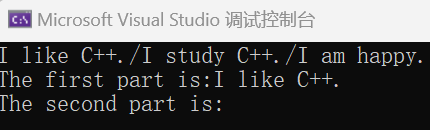 Microsoft Visual Studio 调试控制台
I like C++./I study C++./I am happy.
The first part is:I like C++.
The second part is: